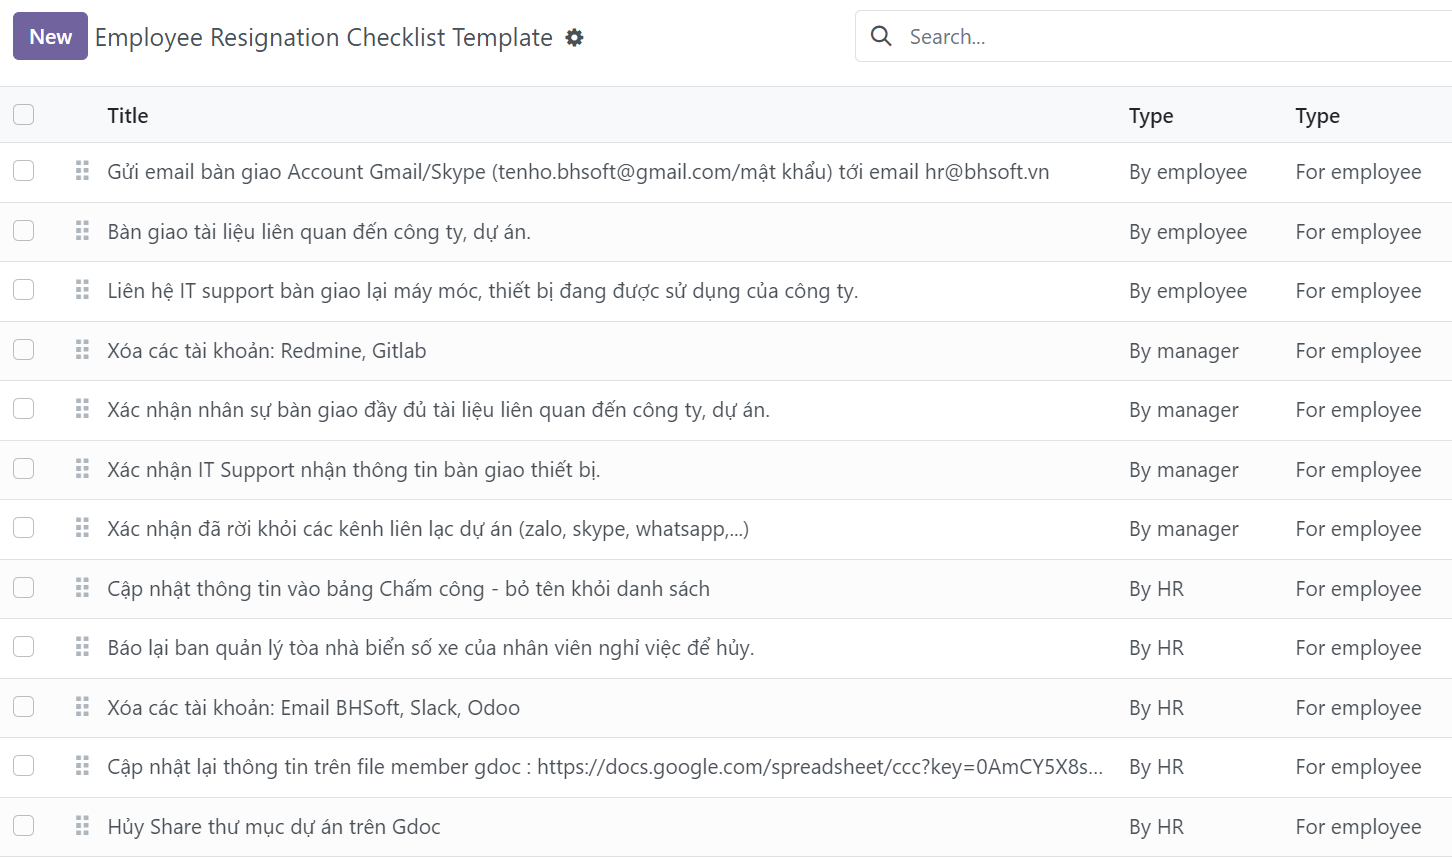 New Employee Resignation Checklist Template Search...
Title Type Type
Gửi email bàn giao Account Gmail/Skype (tenho.bhsoft@gmail.com/mật khẩu) tới email hr@bhsoft.vn By employee For employee
Bàn giao tài liệu liên quan đến công ty, dự án. By employee For employee
Liên hệ IT support bàn giao lại máy móc, thiết bị đang được sử dụng của công ty. By employee For employee
Xóa các tài khoản: Redmine, Gitlab By manager For employee
Xác nhận nhân sự bàn giao đầy đủ tài liệu liên quan đến công ty, dự án. By manager For employee
Xác nhận IT Support nhận thông tin bàn giao thiết bị. By manager For employee
Xác nhận đã rời khỏi các kênh liên lạc dự án (zalo, skype, whatsapp,...) By manager For employee
Cập nhật thông tin vào bảng Chấm công - bỏ tên khỏi danh sách By HR For employee
Báo lại ban quản lý tòa nhà biển số xe của nhân viên nghỉ việc để hủy. By HR For employee
Xóa các tài khoản: Email BHSoft, Slack, Odoo By HR For employee
Cập nhật lại thông tin trên file member gdoc : https://docs.google.com/spreadsheet/ccc?key=0AmCY5X8s... By HR For employee
Hủy Share thư mục dự án trên Gdoc By HR For employee